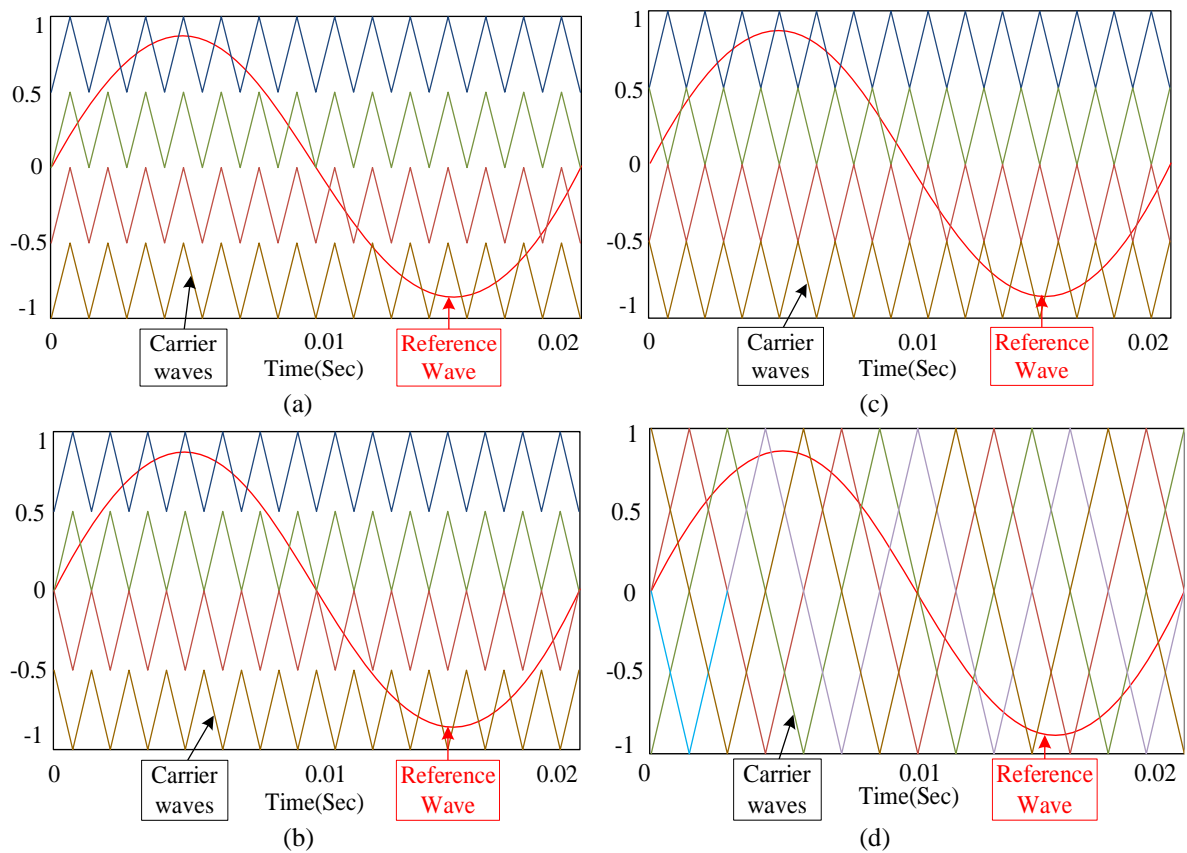 1
0.5
0
-0.5
-1
0
0.01
0.02
Carrier
waves
Time(Sec)
Reference
Wave
(a)
1
0.5
0
-0.5
-1
0
0.01
0.02
Carrier
waves
Time(Sec)
Reference
Wave
(c)
1
0.5
0
-0.5
-1
0
0.01
0.02
Carrier
waves
Time(Sec)
Reference
Wave
(b)
1
0.5
0
-0.5
-1
0
0.01
0.02
Carrier
waves
Time(Sec)
Reference
Wave
(d)